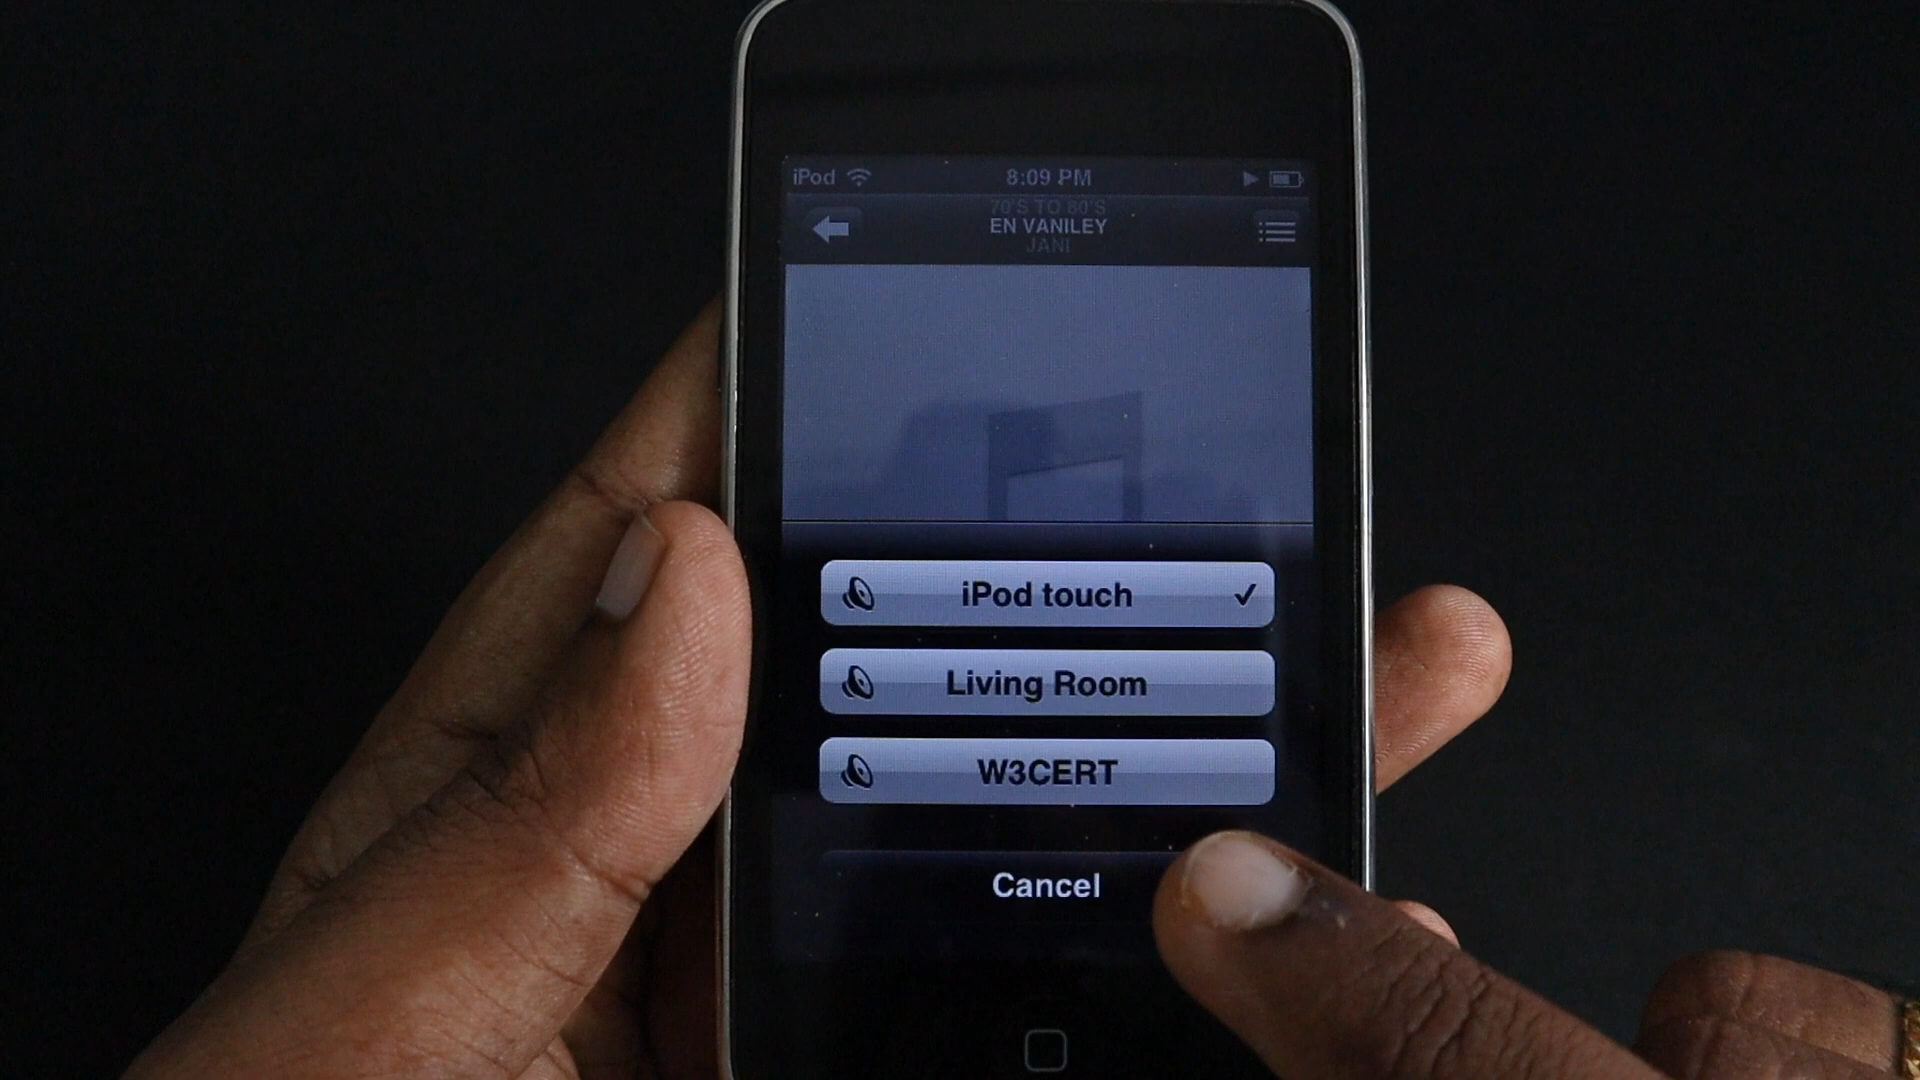 iPod
8:09 PM
70'S TO 80'S
EN VANILEY
JANI
iPod touch
Living Room
W3CERT
Cancel